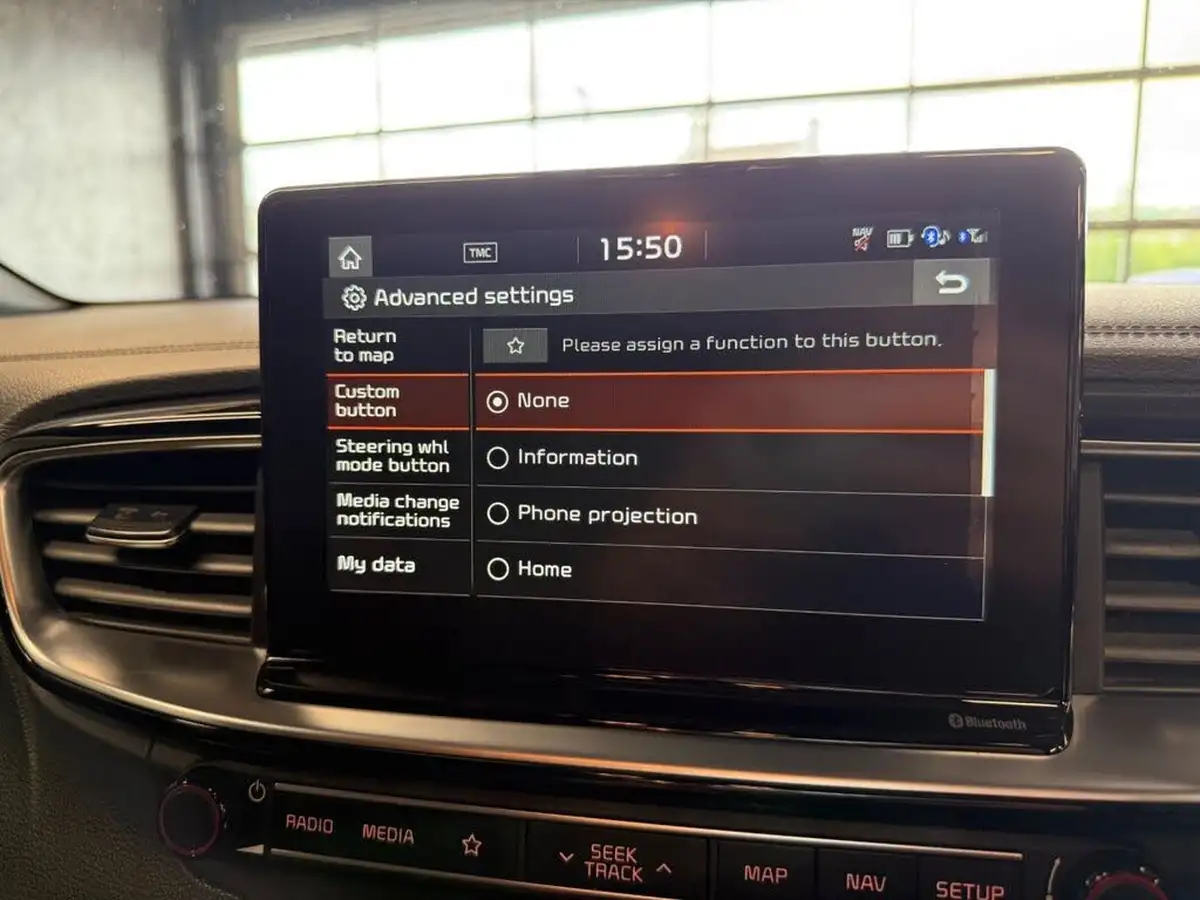 TMC
15:50
NAV
Advanced settings
Return
to map
Please assign a function to this button.
Custom
button
None
Steering whl
mode button
Information
Media change
notifications
Phone projection
My data
Home
Bluetooth
RADIO
MEDIA
SEEK
TRACK
MAP
NAV
SETUP